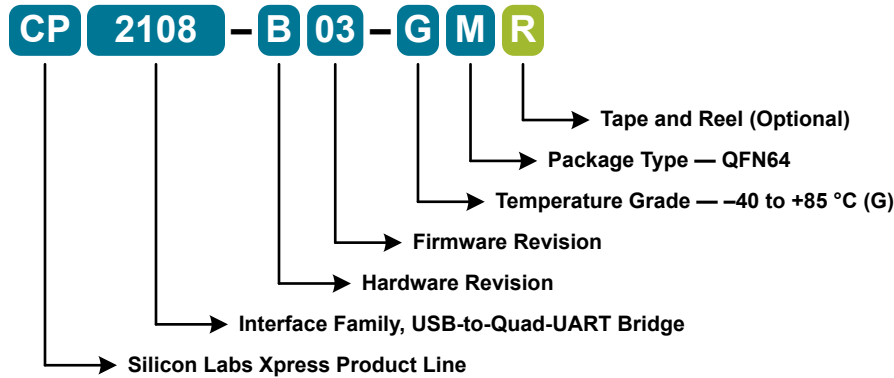 CP 2108 – B 03 – G M R
Tape and Reel (Optional)
Package Type — QFN64
Temperature Grade — –40 to +85 °C (G)
Firmware Revision
Hardware Revision
Interface Family, USB-to-Quad-UART Bridge
Silicon Labs Xpress Product Line